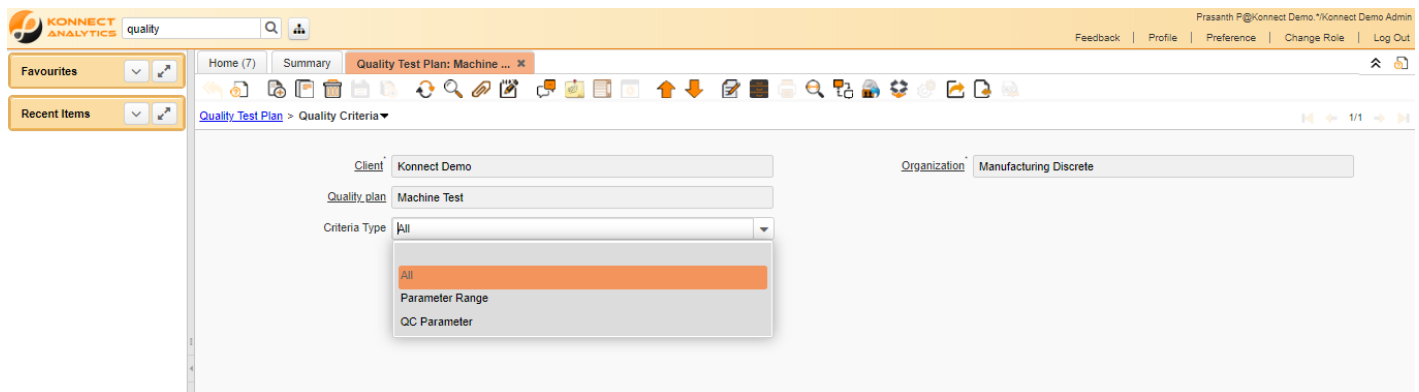 Prasanth P@Konnect Demo.*/Konnect Demo Admin
KONNECT
ANALYTICS
quality
Feedback | Profile | Preference | Change Role | Log Out
Favourites
Recent Items
Home (7) Summary Quality Test Plan: Machine ...
Quality Test Plan > Quality Criteria
1/1
Client Konnect Demo
Organization Manufacturing Discrete
Quality plan Machine Test
Criteria Type All
All
Parameter Range
QC Parameter